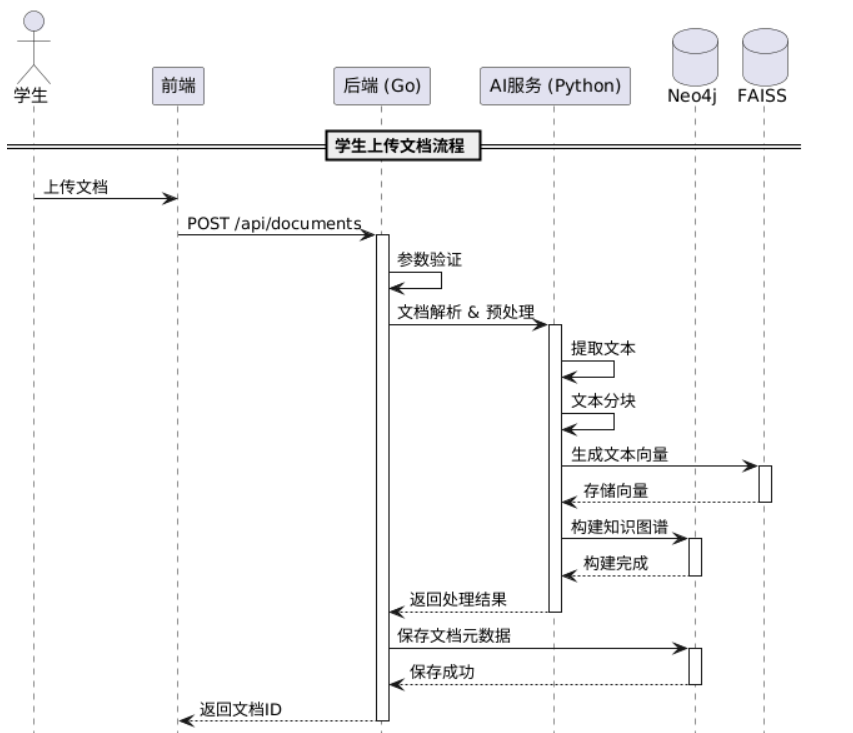 学生
前端
后端 (Go)
AI服务 (Python)
Neo4j
FAISS
学生上传文档流程
上传文档
POST /api/documents
参数验证
文档解析 & 预处理
提取文本
文本分块
生成文本向量
存储向量
构建知识图谱
构建完成
返回处理结果
保存文档元数据
保存成功
返回文档ID